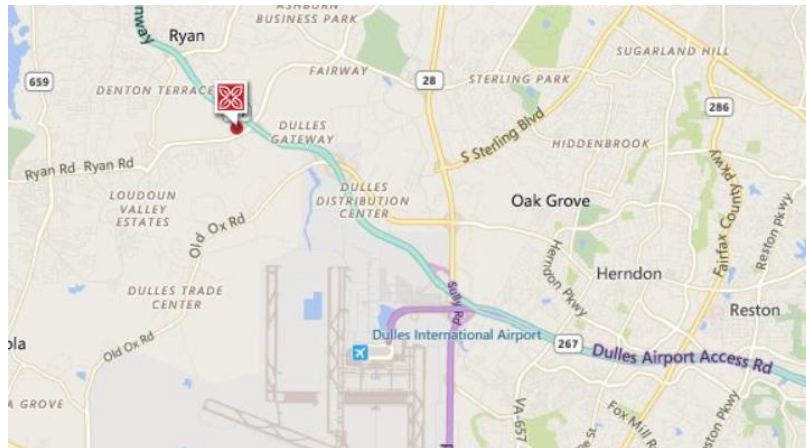 ASHBURN
BUSINESS PARK
nway
Ryan
SUGARLAND HILL
659
FAIRWAY
28
STERLING PARK
DENTON TERRACE
286
DULLES
GATEWAY
S Sterling Blvd
HIDDENBROOK
Ryan Rd Ryan Rd
Fairfax County pkwy
LOUDOUN
VALLEY
ESTATES
DULLES
DISTRIBUTION
CENTER
Oak Grove
Reston pkwy
Old Ox Rd
Herndon Pkwy
Herndon
DULLES TRADE
CENTER
Sully Rd
Reston
ola
Dulles International Airport
267
Dulles Airport Access Rd
Old Ox Rd
A GROVE
VA-657
Fox Mill R